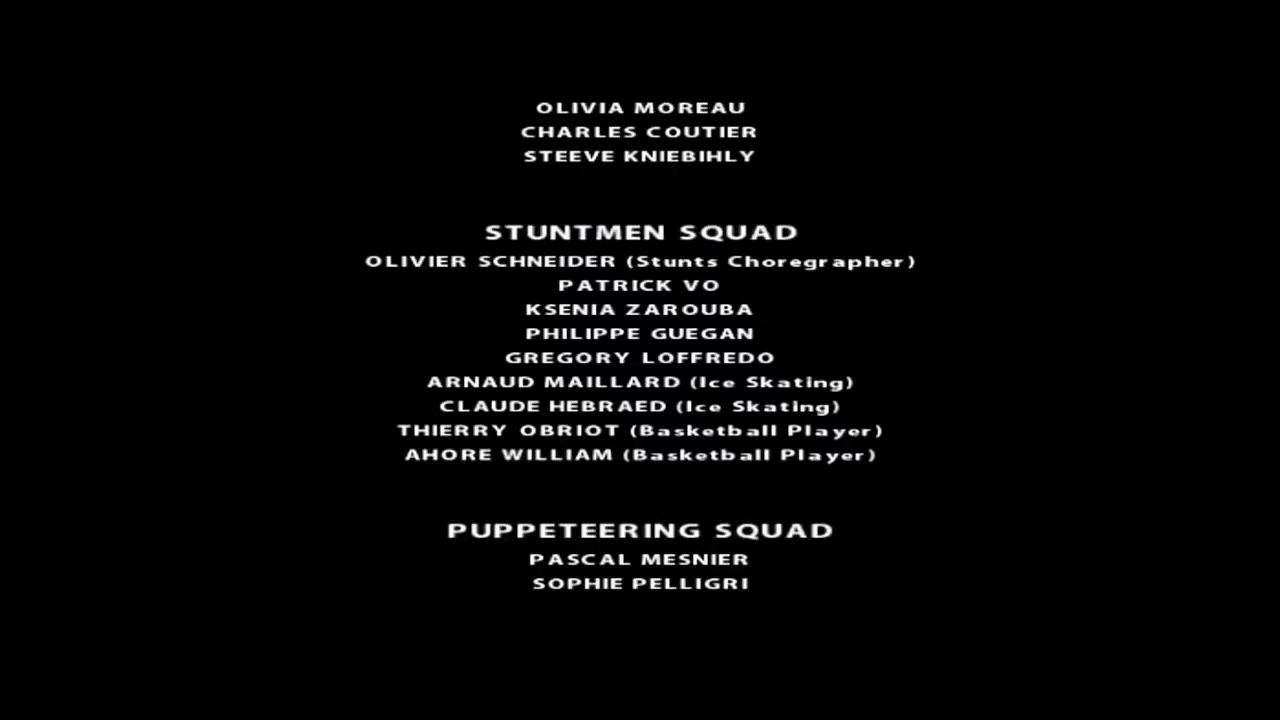 OLIVIA MOREAU
CHARLES COUTIER
STEEVE KNIEBIHLY
STUNTMEN SQUAD
OLIVIER SCHNEIDER (Stunts Choregrapher)
PATRICK VO
KSENIA ZAROUBA
PHILIPPE GUEGAN
GREGORY LOFFREDO
ARNAUD MAILLARD (Ice Skating)
CLAUDE HEBRAED (Ice Skating)
THIERRY OBRIOT (Basketball Player)
AHORE WILLIAM (Basketball Player)
PUPPETEERING SQUAD
PASCAL MESNIER
SOPHIE PELLIGRI